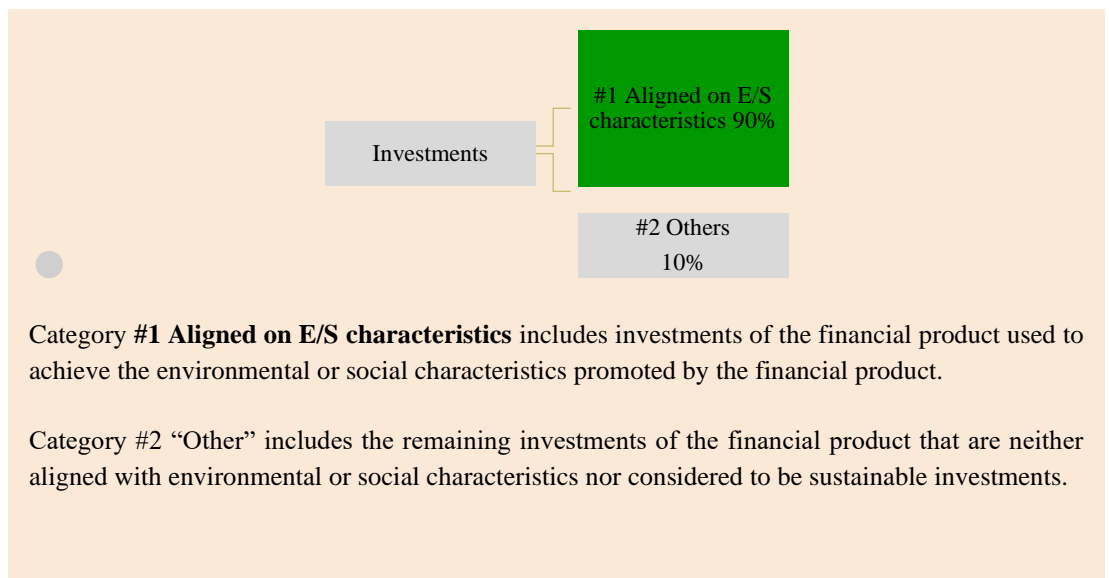 #1 Aligned on E/S
characteristics 90%
Investments
#2 Others
10%
Category #1 Aligned on E/S characteristics includes investments of the financial product used to
achieve the environmental or social characteristics promoted by the financial product.
Category #2 “Other” includes the remaining investments of the financial product that are neither
aligned with environmental or social characteristics nor considered to be sustainable investments.